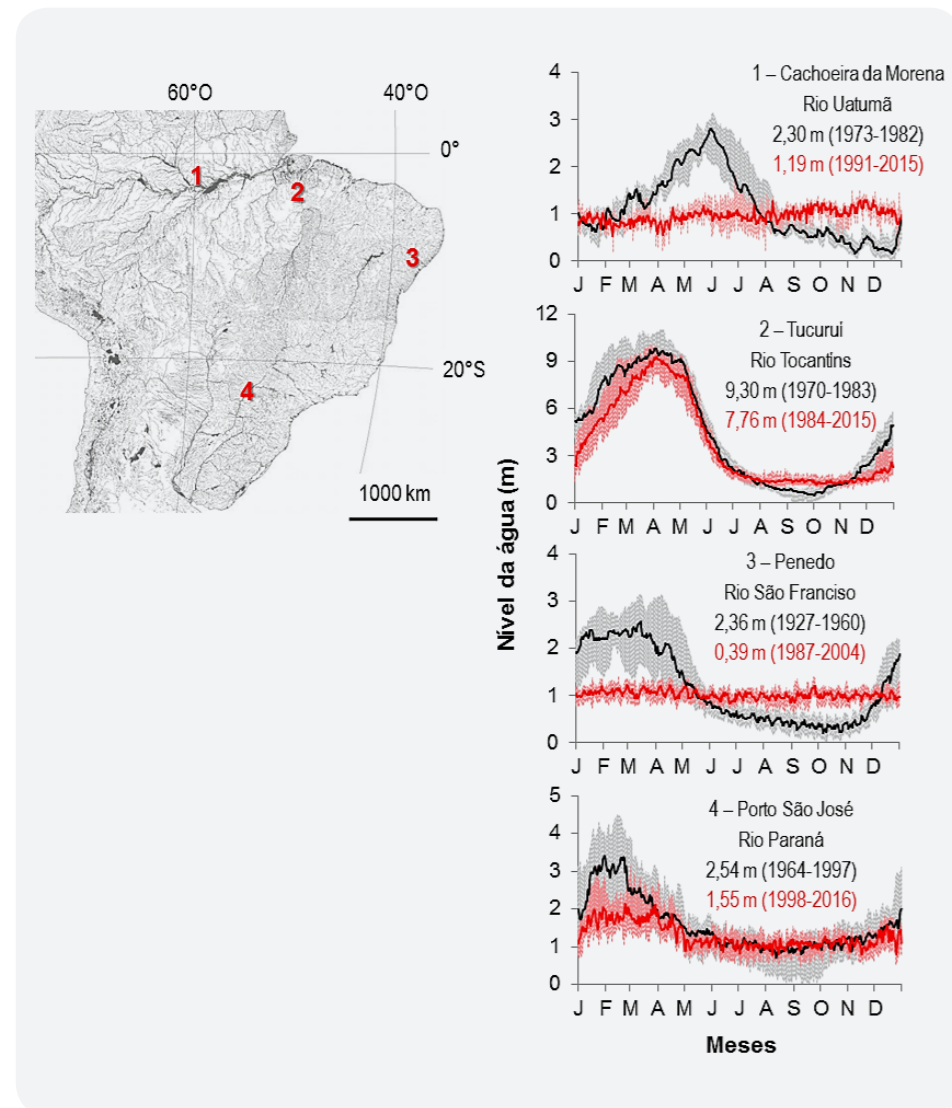 60°O
40°O
0°
20°S
1
2
3
4
1000 km
Nível da água (m)
4
3
2
1
0
1 – Cachoeira da Morena
Rio Uatumã
2,30 m (1973-1982)
1,19 m (1991-2015)
J F M A M J J A S O N D
12
9
6
3
0
2 – Tucuruí
Rio Tocantins
9,30 m (1970-1983)
7,76 m (1984-2015)
J F M A M J J A S O N D
4
3
2
1
0
3 – Penedo
Rio São Franciso
2,36 m (1927-1960)
0,39 m (1987-2004)
J F M A M J J A S O N D
5
4
3
2
1
0
4 – Porto São José
Rio Paraná
2,54 m (1964-1997)
1,55 m (1998-2016)
J F M A M J J A S O N D
Meses